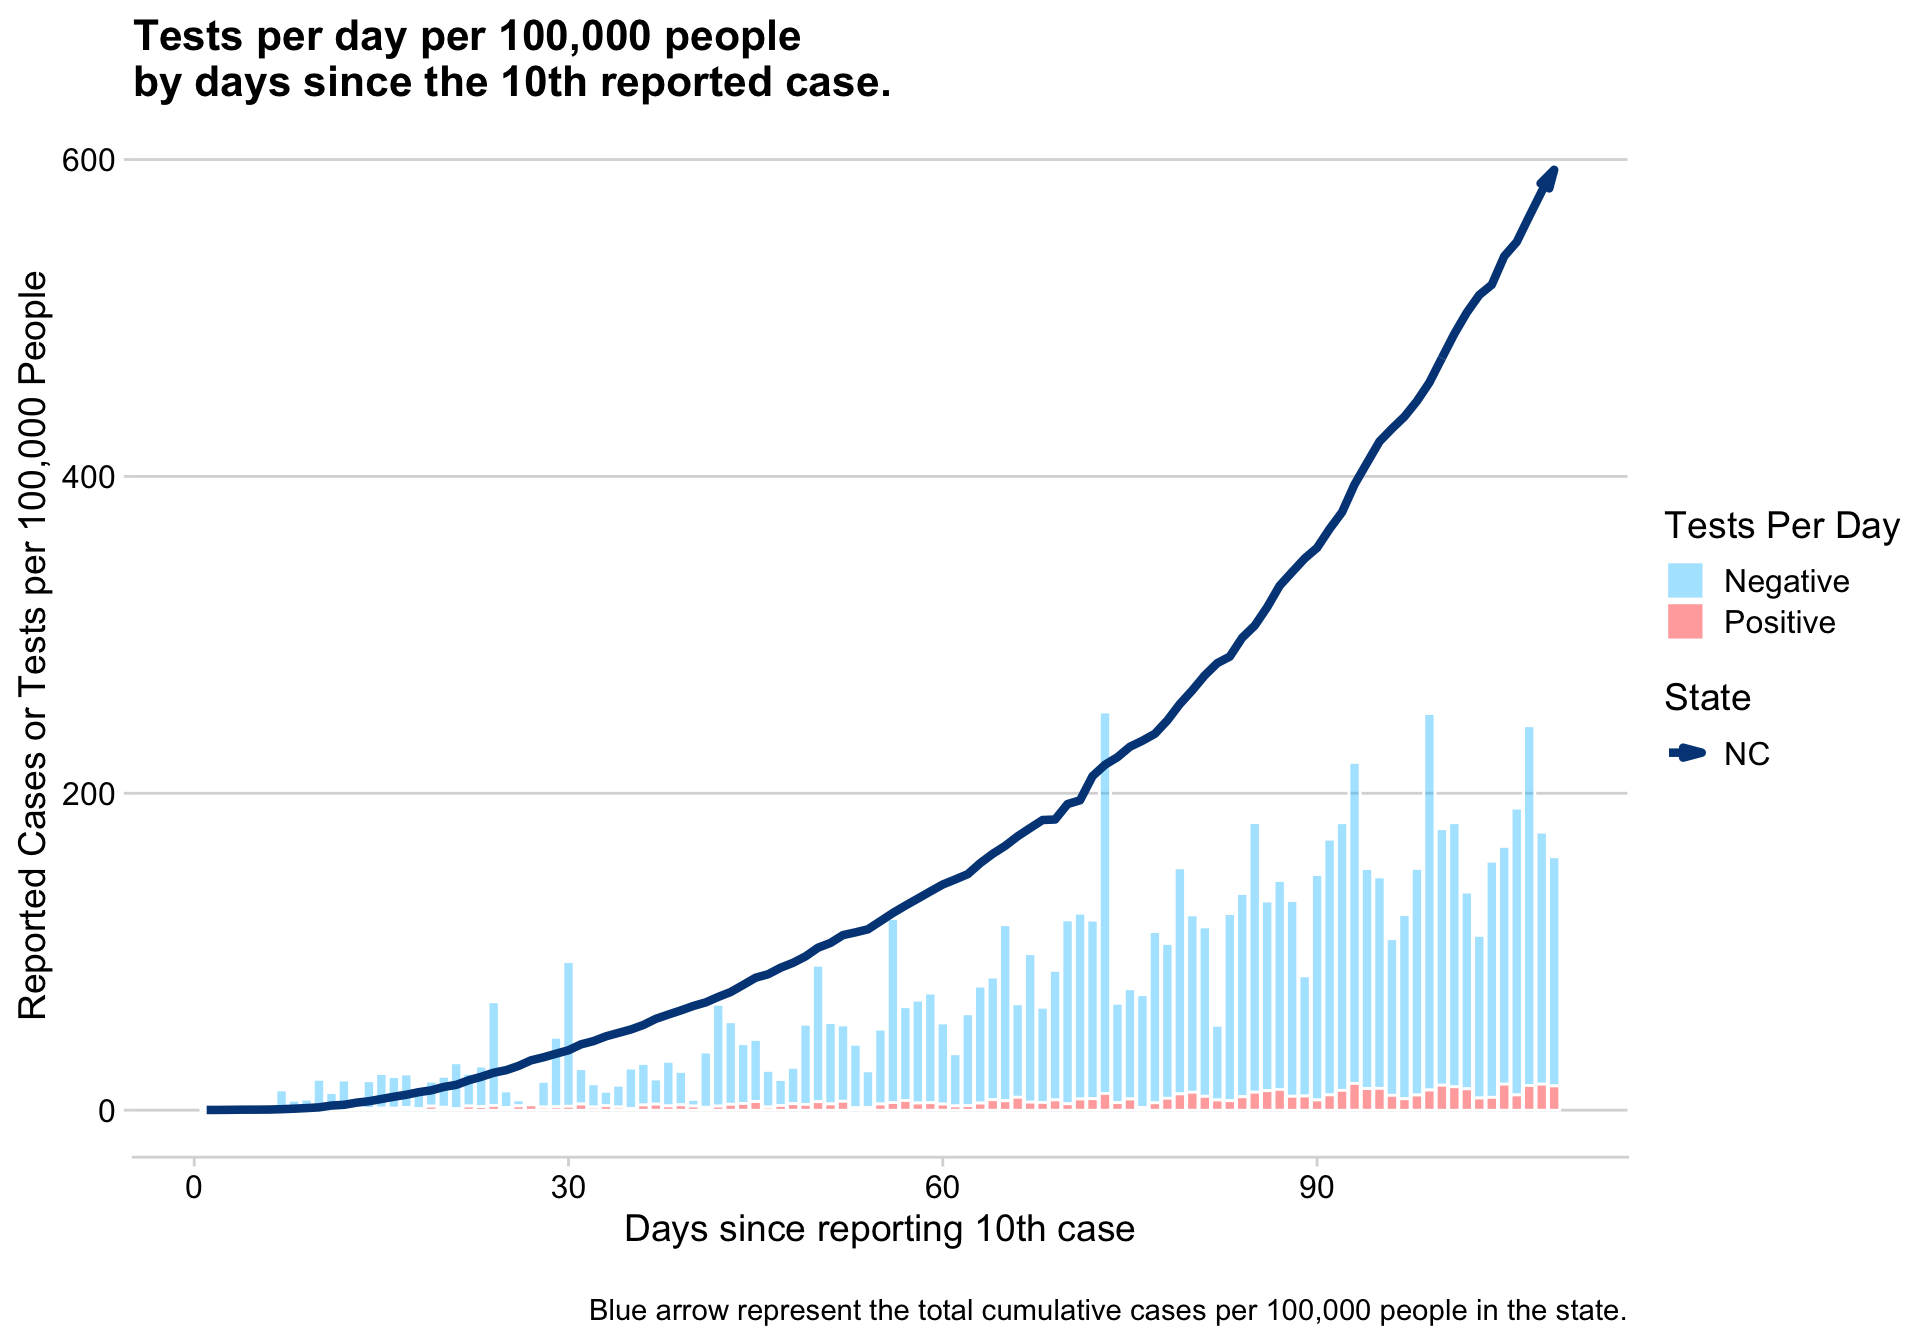 Tests per day per 100,000 people
by days since the 10th reported case.
Reported Cases or Tests per 100,000 People
600
400
200
0
0
30
60
90
Days since reporting 10th case
Tests Per Day
Negative
Positive
State
NC
Blue arrow represent the total cumulative cases per 100,000 people in the state.